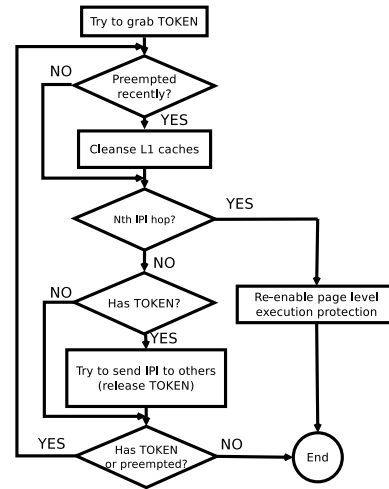 Try to grab TOKEN
NO
Preempted
recently?
YES
Cleanse L1 caches
Nth IPI hop?
YES
NO
NO
Has TOKEN?
Re-enable page level
execution protection
YES
Try to send IPI to others
(release TOKEN)
YES
Has TOKEN
or preempted?
NO
End